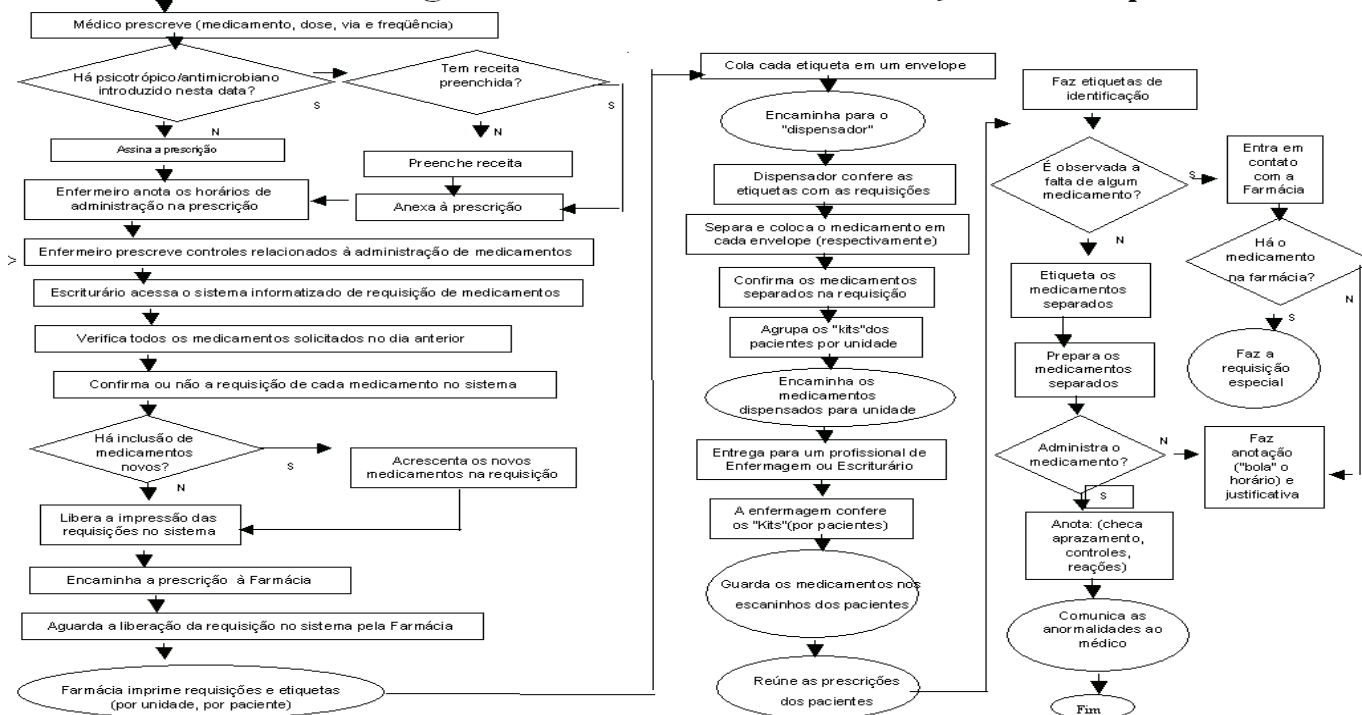 Médico prescreve (medicamento, dose, via e freqüência)
Há psicotrópico/antimicrobiano
introduzido nesta data?
S
N
Tem receita
preenchida?
S
N
Assina a prescrição
Preenche receita
Anexa à prescrição
Enfermeiro anota os horários de
administração na prescrição
Enfermeiro prescreve controles relacionados à administração de medicamentos
Escriturário acessa o sistema informatizado de requisição de medicamentos
Verifica todos os medicamentos solicitados no dia anterior
Confirma ou não a requisição de cada medicamento no sistema
Há inclusão de
medicamentos
novos?
S
N
Acrescenta os novos
medicamentos na requisição
Libera a impressão das
requisições no sistema
Encaminha a prescrição à Farmácia
Aguarda a liberação da requisição no sistema pela Farmácia
Farmácia imprime requisições e etiquetas
(por unidade, por paciente)
Cola cada etiqueta em um envelope
Encaminha para o
"dispensador"
Dispensador confere as
etiquetas com as requisições
Separa e coloca o medicamento em
cada envelope (respectivamente)
Confirma os medicamentos
separados na requisição
Agrupa os "kits"dos
pacientes por unidade
Encaminha os
medicamentos
dispensados para unidade
Entrega para um profissional de
Enfermagem ou Escriturário
A enfermagem confere
os "Kits"(por pacientes)
Guarda os medicamentos nos
escaninhos dos pacientes
Reúne as prescrições
dos pacientes
Faz etiquetas de
identificação
É observada a
falta de algum
medicamento?
S
N
Entra em
contato
com a
Farmácia
Há o
medicamento
na farmácia?
N
S
Faz a
requisição
especial
Etiqueta os
medicamentos
separados
Prepara os
medicamentos
separados
Administra o
medicamento?
N
S
Faz
anotação
("bola" o
horário) e
justificativa
Anota: (checa
aprazamento,
controles,
reações)
Comunica as
anormalidades ao
médico
Fim